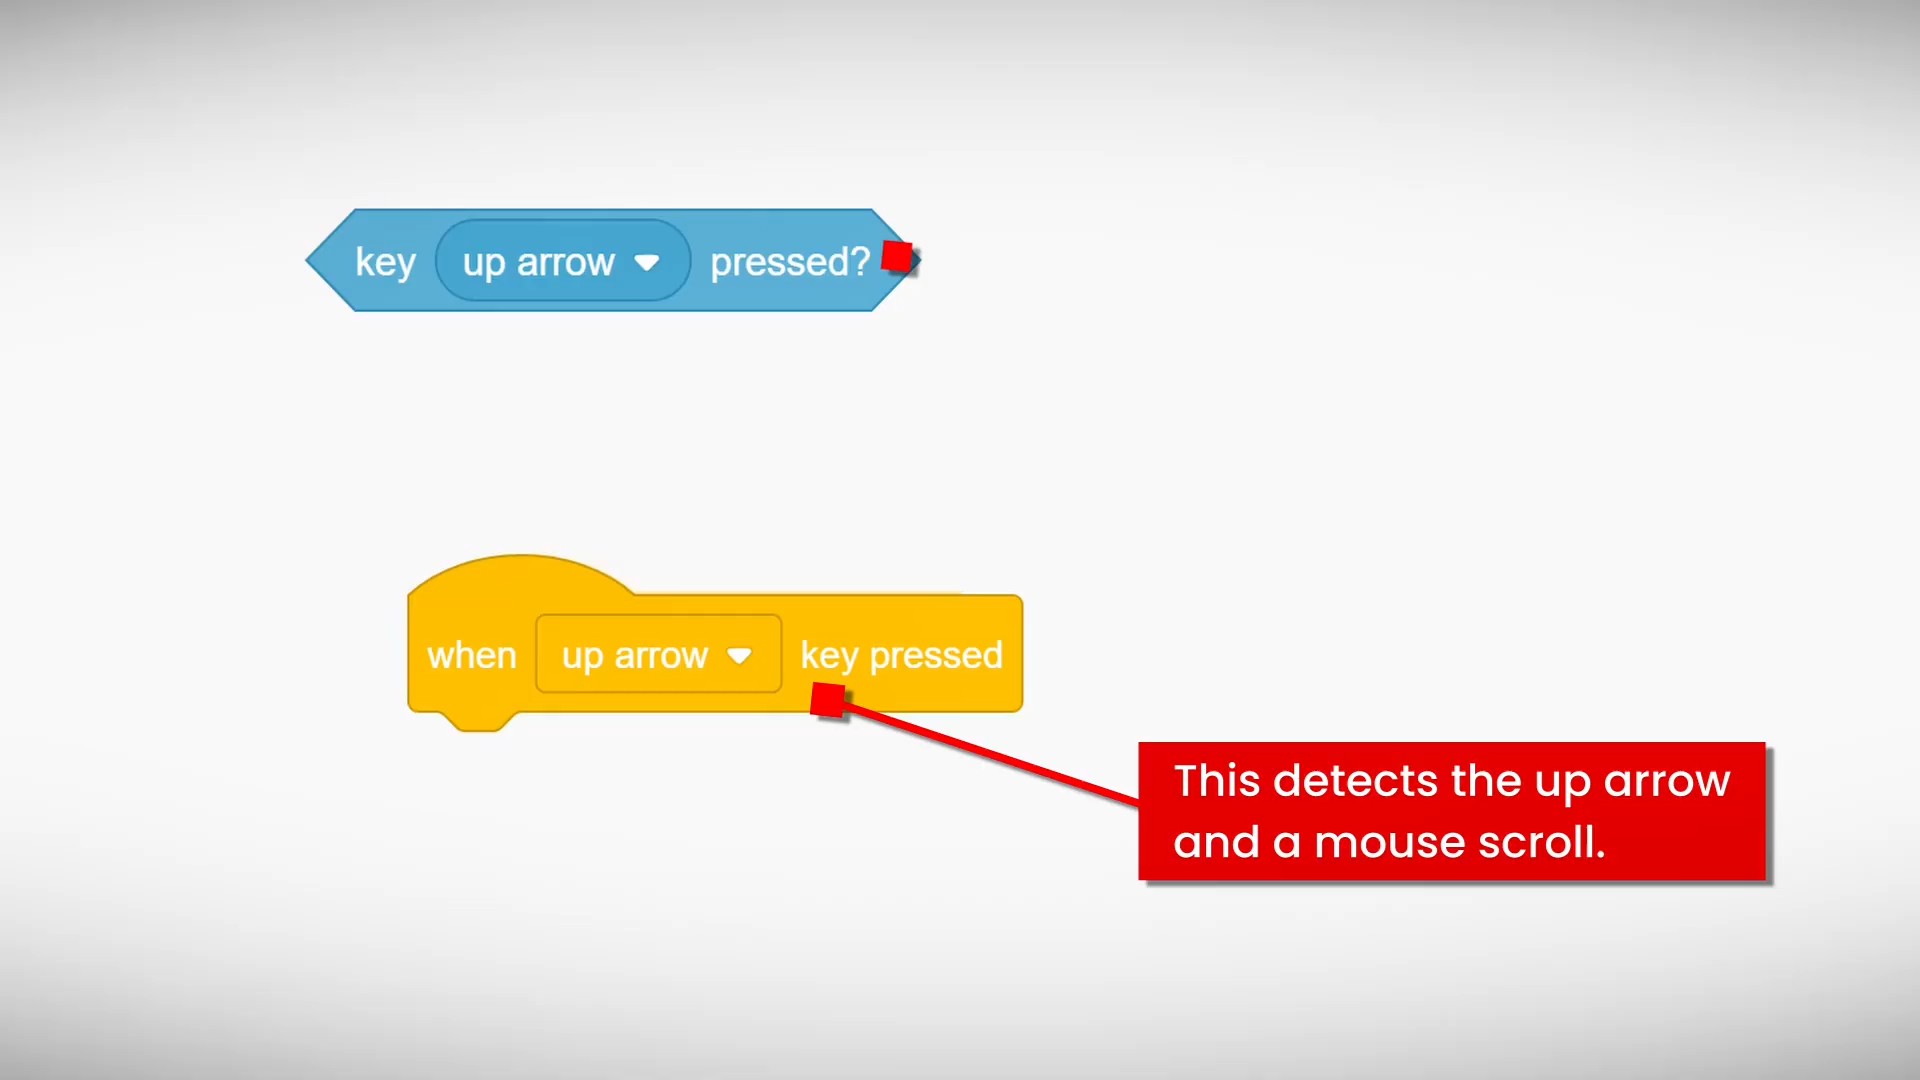 key up arrow pressed?
when up arrow key pressed
This detects the up arrow
and a mouse scroll.